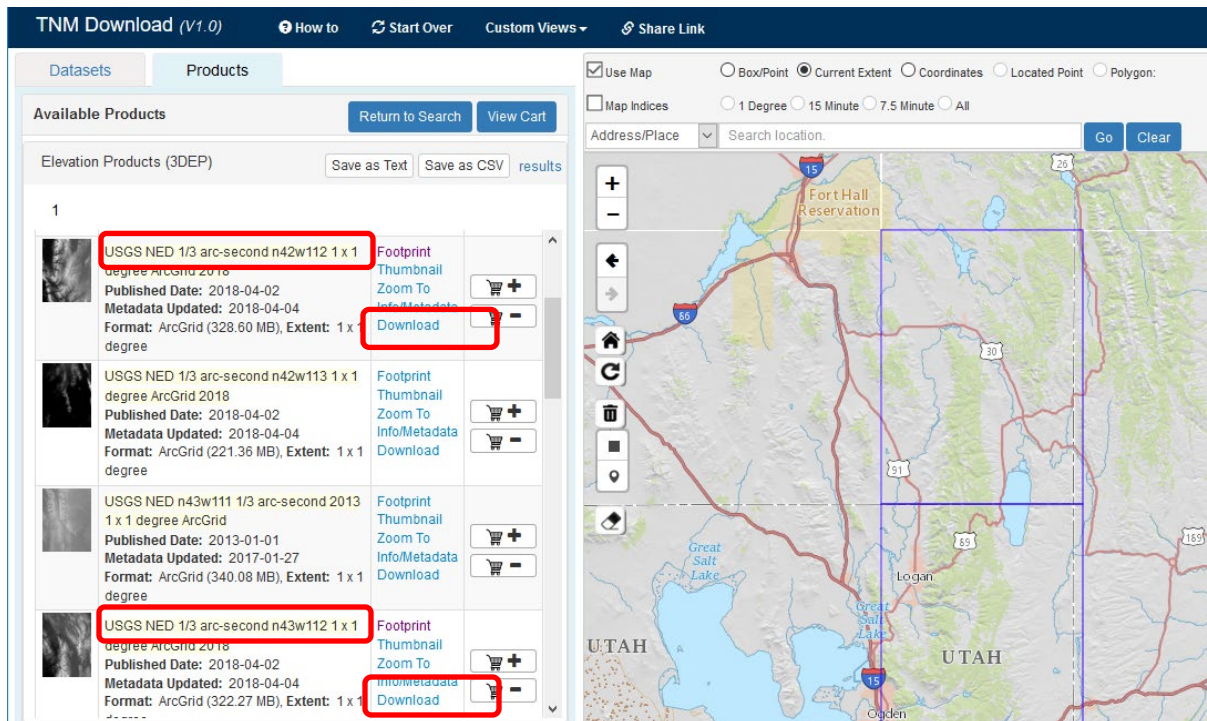 TNM Download (V1.0)
How to
Start Over
Custom Views
Share Link
Datasets
Products
Available Products
Return to Search
View Cart
Elevation Products (3DEP)
Save as Text
Save as CSV
results
1
USGS NED 1/3 arc-second n42w112 1 x 1
degree ArcGrid 2018
Published Date: 2018-04-02
Metadata Updated: 2018-04-04
Format: ArcGrid (328.60 MB), Extent: 1 x 1
degree
Footprint
Thumbnail
Zoom To
Info/Metadata
Download
USGS NED 1/3 arc-second n42w113 1 x 1
degree ArcGrid 2018
Published Date: 2018-04-02
Metadata Updated: 2018-04-04
Format: ArcGrid (221.36 MB), Extent: 1 x 1
degree
Footprint
Thumbnail
Zoom To
Info/Metadata
Download
USGS NED n43w111 1/3 arc-second 2013
1 x 1 degree ArcGrid
Published Date: 2013-01-01
Metadata Updated: 2017-01-27
Format: ArcGrid (340.08 MB), Extent: 1 x 1
degree
Footprint
Thumbnail
Zoom To
Info/Metadata
Download
USGS NED 1/3 arc-second n43w112 1 x 1
degree ArcGrid 2018
Published Date: 2018-04-02
Metadata Updated: 2018-04-04
Format: ArcGrid (322.27 MB), Extent: 1 x 1
Footprint
Thumbnail
Zoom To
Info/Metadata
Download
Use Map
Box/Point
Current Extent
Coordinates
Located Point
Polygon:
Map Indices
1 Degree
15 Minute
7.5 Minute
All
Address/Place
Search location.
Go
Clear
15
26
Fort Hall
Reservation
86
30
91
89
189
Great
Salt
Lake
Logan
Great
Salt
Lake
UTAH
UTAH
15
Ogden